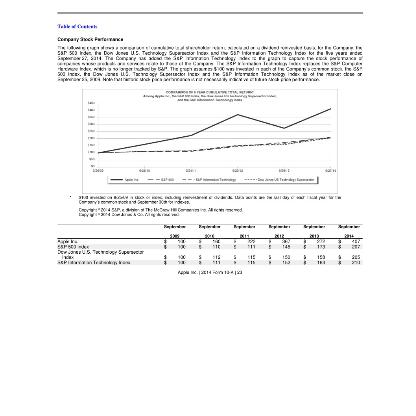 Table of Contents
Company Stock Performance
The following graph shows a comparison of cumulative total shareholder return, calculated on a dividend reinvested basis, for the Company, the
S&P 500 Index, the Dow Jones U.S. Technology Supersector Index and the S&P Information Technology Index for the five years ended
September 27, 2014. The Company has added the S&P Information Technology Index to the graph to capture the stock performance of
companies whose products and services relate to those of the Company. The S&P Information Technology Index replaces the S&P Computer
Hardware Index, which is no longer tracked by S&P. The graph assumes $100 was invested in each of the Company's common stock, the S&P
500 Index, the Dow Jones U.S. Technology Supersector Index and the S&P Information Technology Index as of the market close on
September 25, 2009. Note that historic stock price performance is not necessarily indicative of future stock price performance.
COMPARISON OF 5 YEAR CUMULATIVE TOTAL RETURN*
Among Apple Inc., The S&P 500 Index, the Dow Jones US Technology Supersector Index,
and the S&P Information Technology Index
Apple Inc. S&P 500 S&P Information Technology Dow Jones US Technology Supersector
* $100 invested on in stock or index, including reinvestment of dividends. Data points are the last day of each fiscal year for the
Company's common stock and September 30th for indexes.
Copyright© 2014 S&P, a division of The McGraw-Hill Companies Inc. All rights reserved.
Copyright© 2014 Dow Jones & Co. All rights reserved.
September September September September September September
2009 2010 2011 2012 2013 2014
Apple Inc. $ 100 $ 160 $ 222 $ 367 $ 272 $ 407
S&P 500 Index $ 100 $ 110 $ 111 $ 145 $ 173 $ 207
Dow Jones U.S. Technology Supersector
Index $ 100 $ 112 $ 115 $ 150 $ 158 $ 205
S&P Information Technology Index $ 100 $ 111 $ 115 $ 152 $ 163 $ 210
Apple Inc. | 2014 Form 10-K | 23